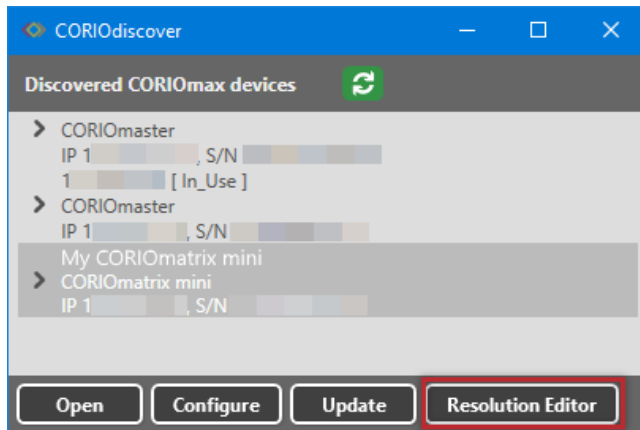 CORIOdiscover
Discovered CORIOmax devices
CORIOmaster
IP 1 , S/N
1 [ In_Use ]
CORIOmaster
IP 1 , S/N
My CORIOmatrix mini
CORIOmatrix mini
IP 1 , S/N
Open Configure Update Resolution Editor